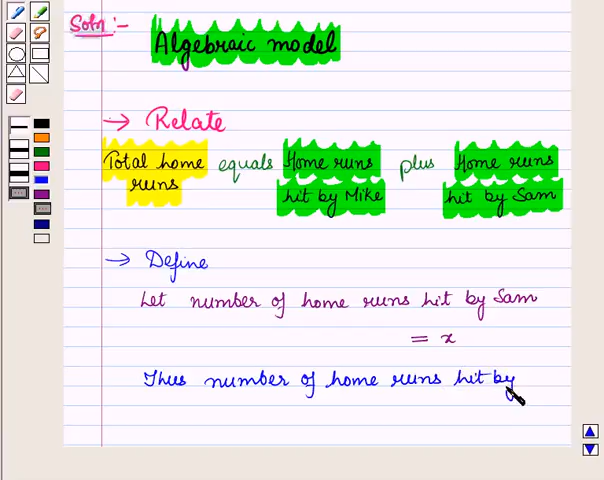 Soln :-
Algebraic model
→ Relate
Total home runs equals Home runs hit by Mike plus Home runs hit by Sam
→ Define
Let number of home runs hit by Sam
= x
Thus number of home runs hit by